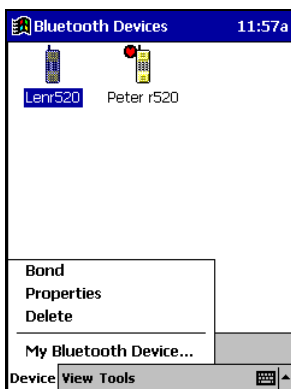 Bluetooth Devices 11:57a
Lenr520 Peter r520
Bond
Properties
Delete
My Bluetooth Device...
Device View Tools